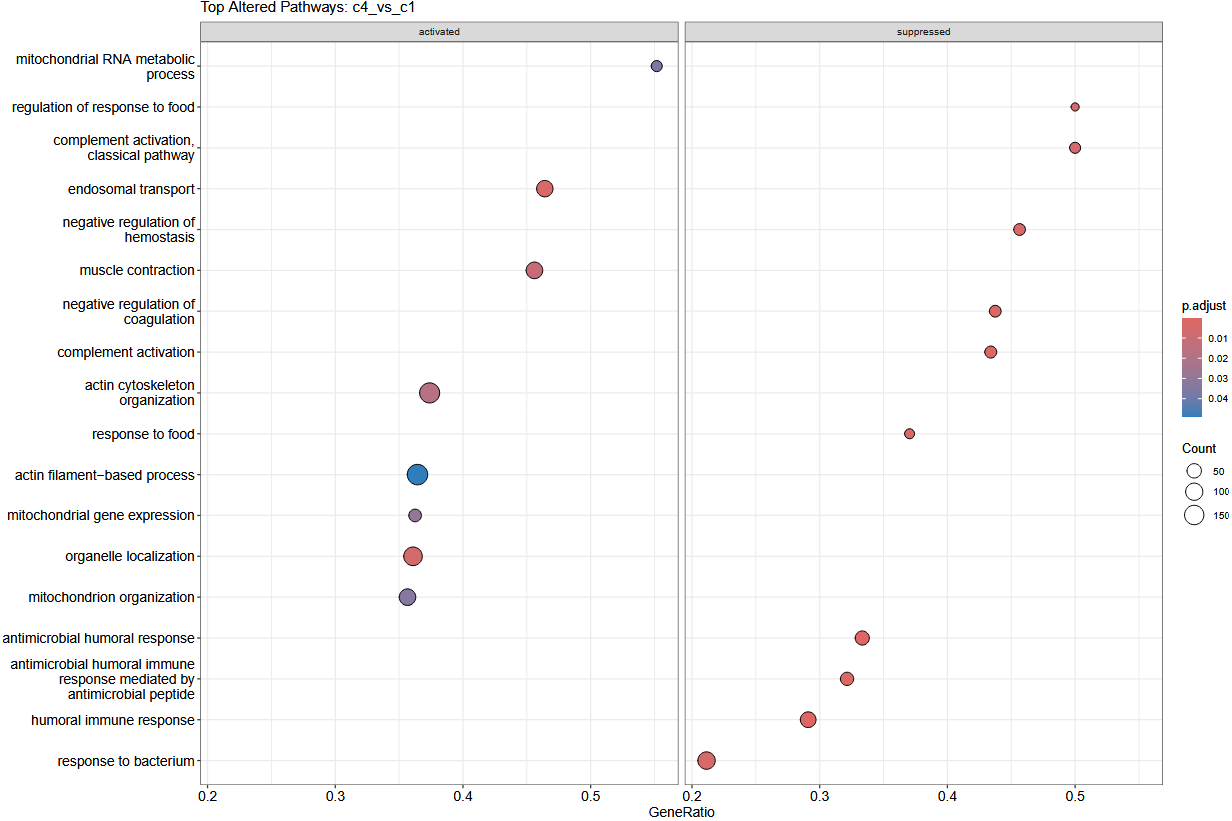 Top Altered Pathways: c4_vs_c1
activated
suppressed
mitochondrial RNA metabolic
process
regulation of response to food
complement activation,
classical pathway
endosomal transport
negative regulation of
hemostasis
muscle contraction
negative regulation of
coagulation
complement activation
actin cytoskeleton
organization
response to food
actin filament−based process
mitochondrial gene expression
organelle localization
mitochondrion organization
antimicrobial humoral response
antimicrobial humoral immune
response mediated by
antimicrobial peptide
humoral immune response
response to bacterium
0.2 0.3 0.4 0.5
0.2 0.3 0.4 0.5
GeneRatio
p.adjust
0.01
0.02
0.03
0.04
Count
50
100
150